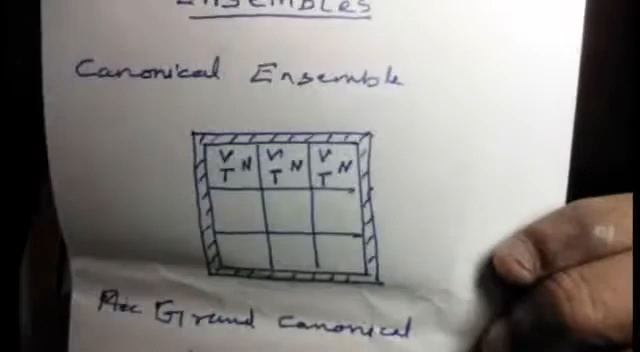 ENSEMBLES
Canonical Ensemble
V N V N V N
T T T
Grand canonical